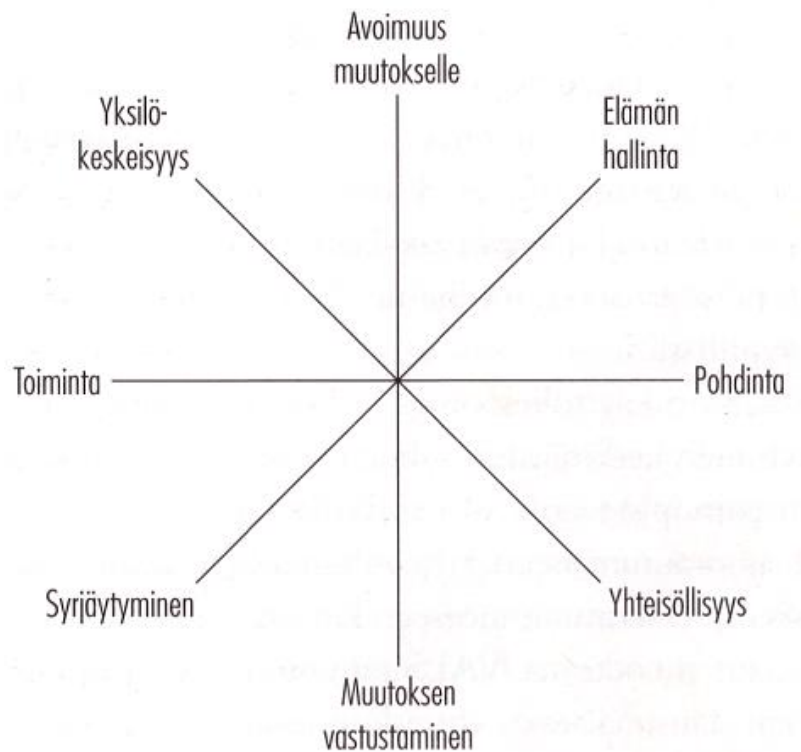 Avoimuus
muutokselle
Yksilö-
keskeisyys
Elämän
hallinta
Toiminta
Pohdinta
Syrjäytyminen
Yhteisöllisyys
Muutoksen
vastustaminen